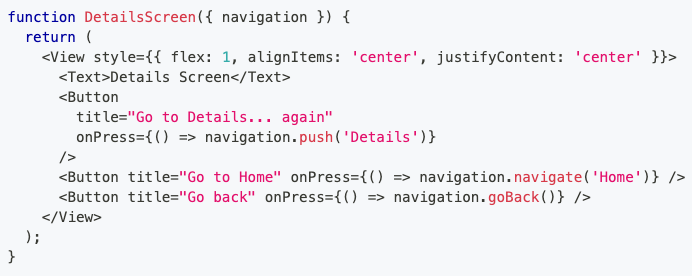 function DetailsScreen({ navigation }) {
  return (
    <View style={{ flex: 1, alignItems: 'center', justifyContent: 'center' }}>
      <Text>Details Screen</Text>
      <Button
        title="Go to Details... again"
        onPress={() => navigation.push('Details')}
      />
      <Button title="Go to Home" onPress={() => navigation.navigate('Home')} />
      <Button title="Go back" onPress={() => navigation.goBack()} />
    </View>
  );
}